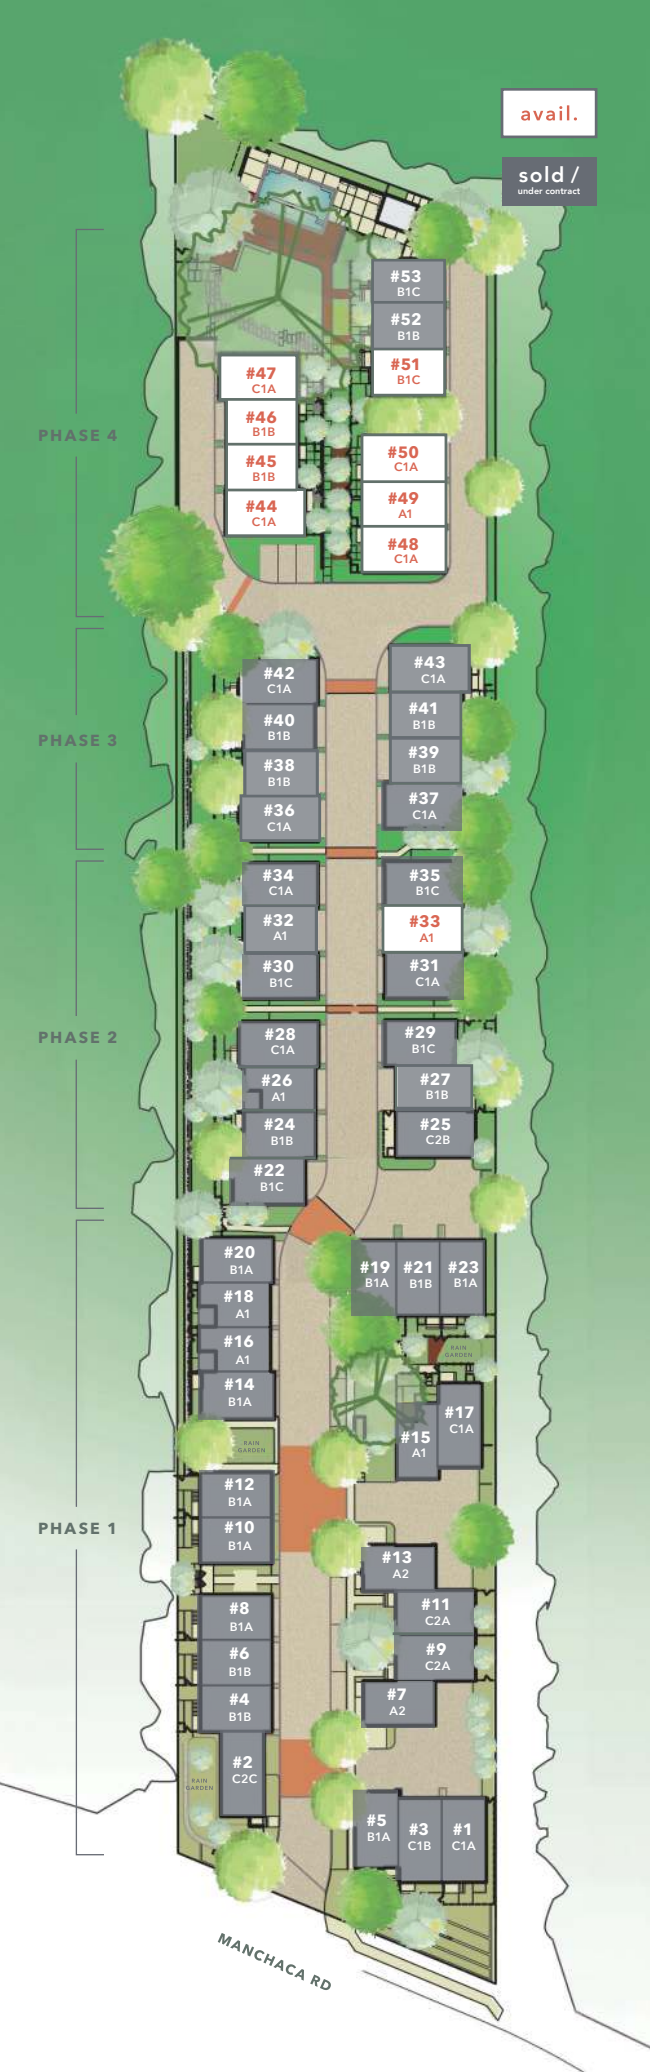 avail.
sold /
under contract
#53
B1C
#52
B1B
#51
B1C
#47
C1A
#46
B1B
#45
B1B
#44
C1A
#50
C1A
#49
A1
#48
C1A
PHASE 4
#42
C1A
#40
B1B
#38
B1B
#36
C1A
#43
C1A
#41
B1B
#39
B1B
#37
C1A
PHASE 3
#34
C1A
#32
A1
#30
B1C
#35
B1C
#33
A1
#31
C1A
#28
C1A
#26
A1
#24
B1B
#22
B1C
#29
B1C
#27
B1B
#25
C2B
PHASE 2
#20
B1A
#18
A1
#16
A1
#14
B1A
#19
B1A
#21
B1B
#23
B1A
RAIN
GARDEN
#17
C1A
#15
A1
RAIN
GARDEN
#12
B1A
#10
B1A
PHASE 1
#13
A2
#11
C2A
#9
C2A
#7
A2
#8
B1A
#6
B1B
#4
B1B
#2
C2C
RAIN
GARDEN
#5
B1A
#3
C1B
#1
C1A
MANCHACA RD